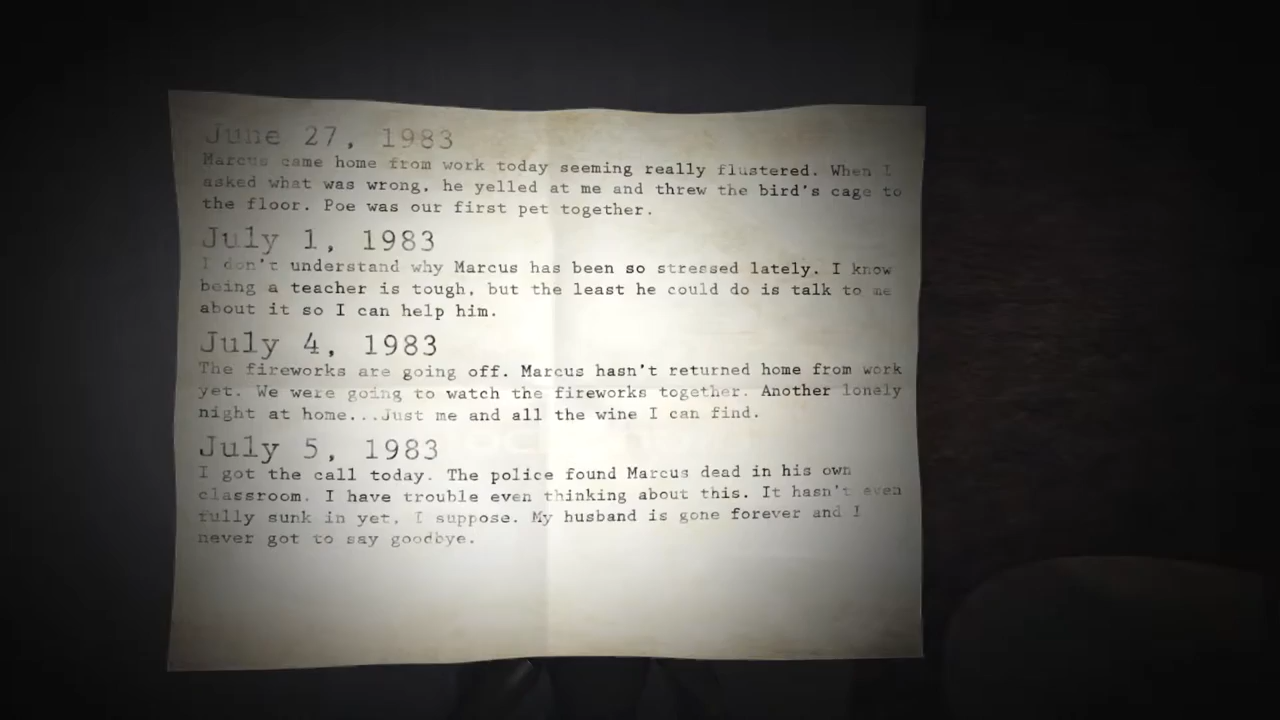 June 27, 1983
Marcus came home from work today seeming really flustered. When I
asked what was wrong, he yelled at me and threw the bird's cage to
the floor. Poe was our first pet together.
July 1, 1983
I don't understand why Marcus has been so stressed lately. I know
being a teacher is tough, but the least he could do is talk to me
about it so I can help him.
July 4, 1983
The fireworks are going off. Marcus hasn't returned home from work
yet. We were going to watch the fireworks together. Another lonely
night at home...Just me and all the wine I can find.
July 5, 1983
I got the call today. The police found Marcus dead in his own
classroom. I have trouble even thinking about this. It hasn't even
fully sunk in yet, I suppose. My husband is gone forever and I
never got to say goodbye.